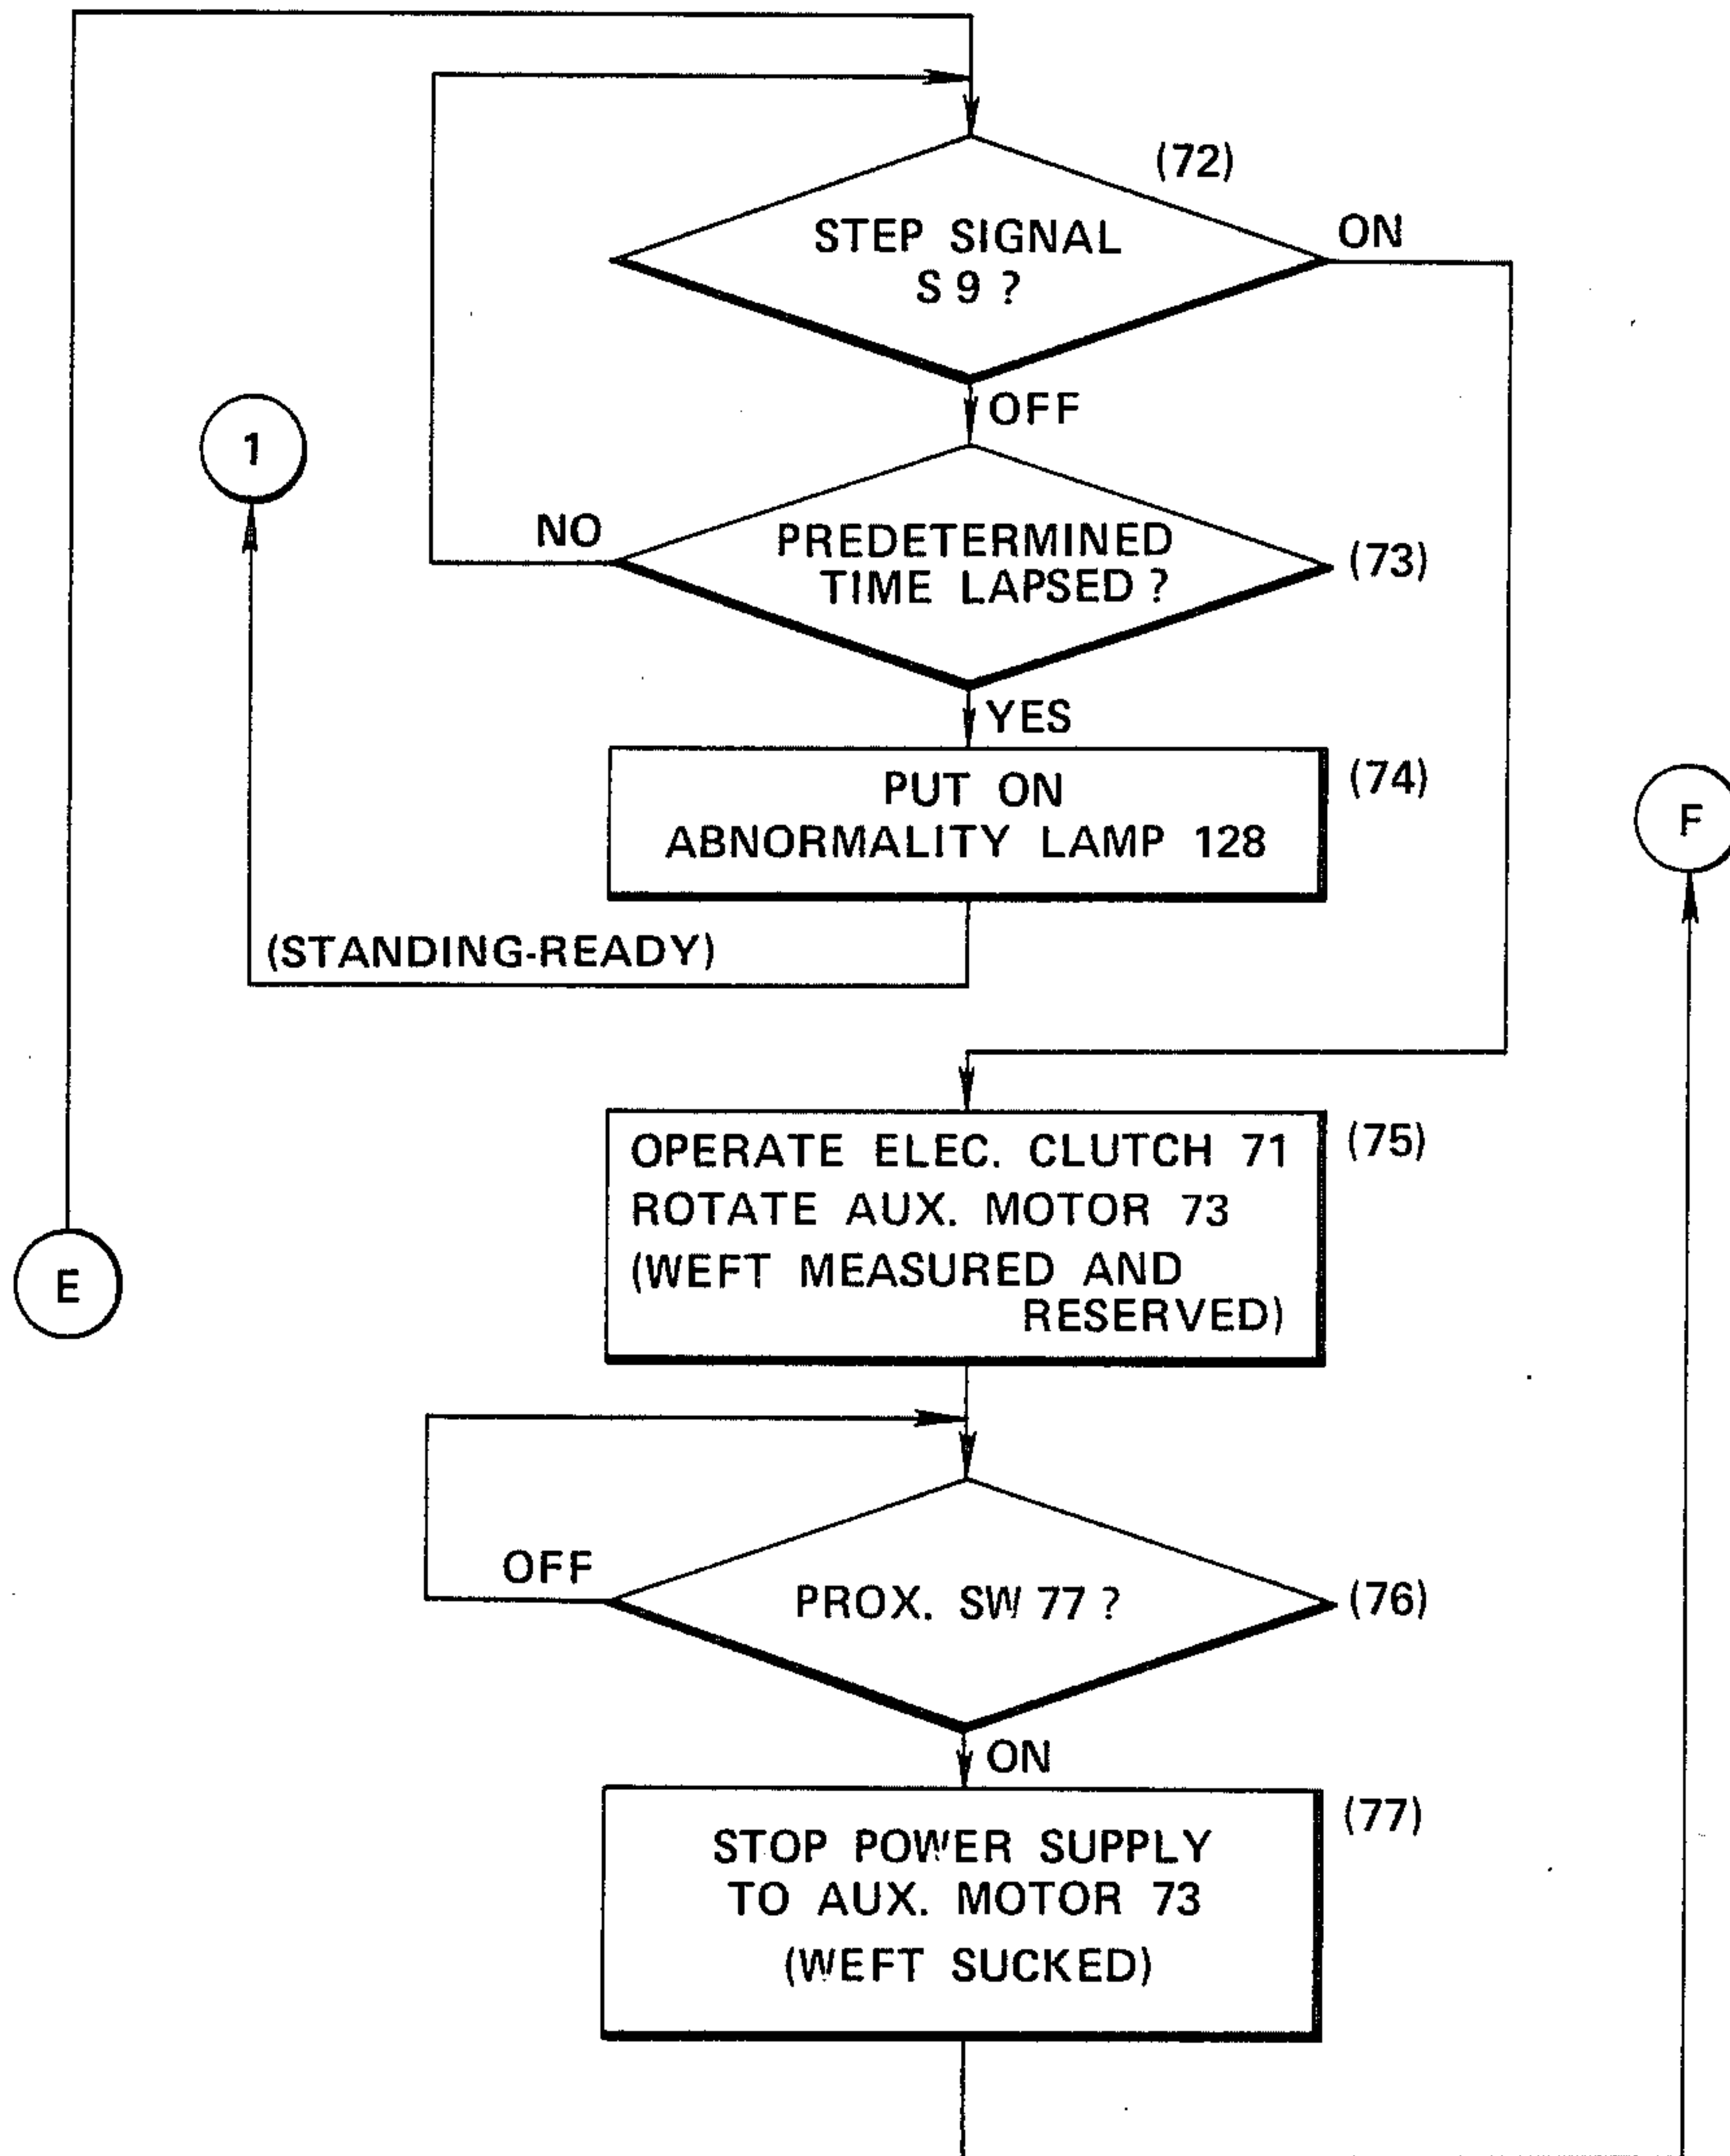 (72)
STEP SIGNAL
S9?
ON
OFF
1
NO
PREDETERMINED
TIME LAPSED?
(73)
YES
PUT ON
ABNORMALITY LAMP 128
(74)
F
(STANDING-READY)
OPERATE ELEC. CLUTCH 71
ROTATE AUX. MOTOR 73
(WEFT MEASURED AND
RESERVED)
(75)
E
OFF
PROX. SW 77?
(76)
ON
STOP POWER SUPPLY
TO AUX. MOTOR 73
(WEFT SUCKED)
(77)